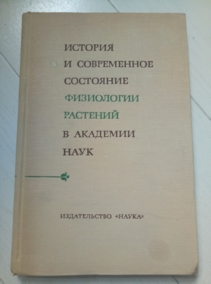 ИСТОРИЯ
И СОВРЕМЕННОЕ
СОСТОЯНИЕ
ФИЗИОЛОГИИ
РАСТЕНИЙ
В АКАДЕМИИ
НАУК
ИЗДАТЕЛЬСТВО «НАУКА»